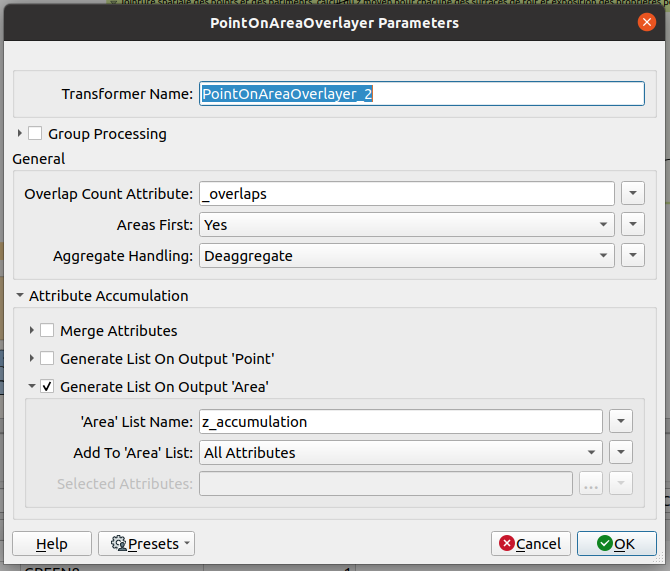 PointOnAreaOverlayer Parameters
Transformer Name: PointOnAreaOverlayer_2
Group Processing
General
Overlap Count Attribute: _overlaps
Areas First: Yes
Aggregate Handling: Deaggregate
Attribute Accumulation
Merge Attributes
Generate List On Output 'Point'
Generate List On Output 'Area'
'Area' List Name: z_accumulation
Add To 'Area' List: All Attributes
Selected Attributes: ...
Help Presets Cancel OK